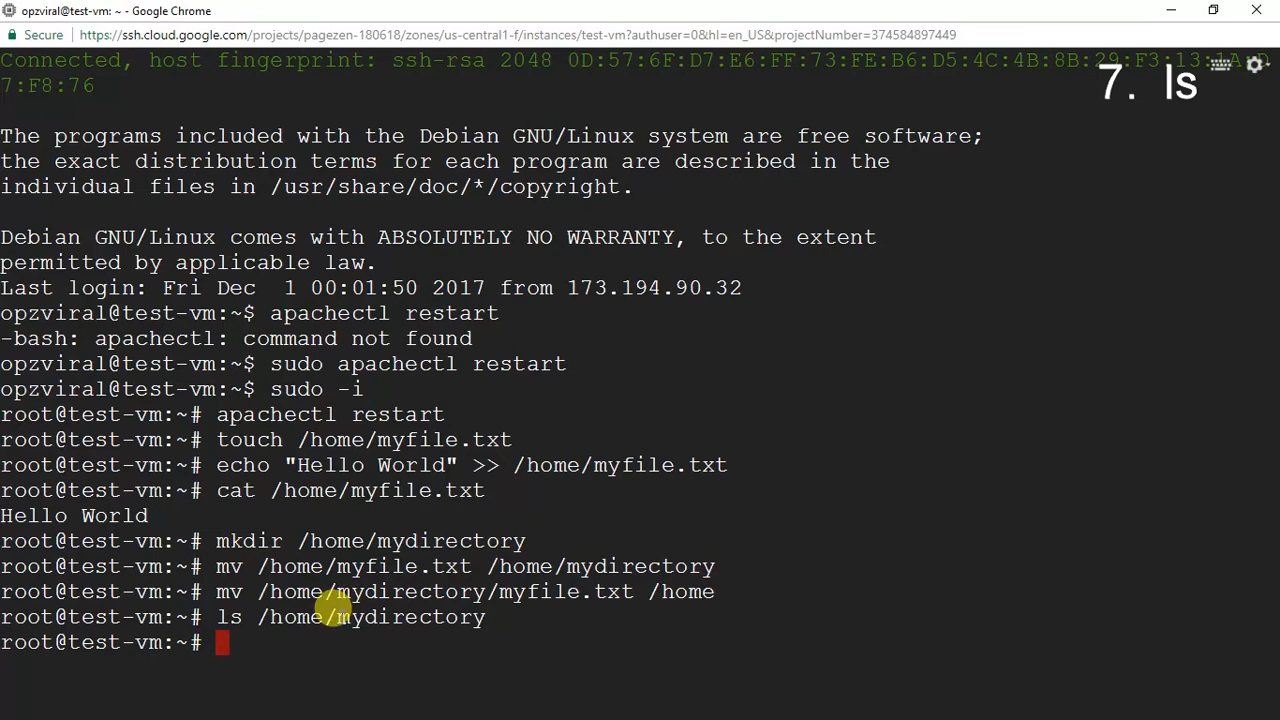 opzviral@test-vm: ~ - Google Chrome
Secure https://ssh.cloud.google.com/projects/pagezen-180618/zones/us-central1-f/instances/test-vm?authuser=0&hl=en_US&projectNumber=374584897449
Connected, host fingerprint: ssh-rsa 2048 0D:57:6F:D7:E6:FF:73:FE:B6:D5:4C:4B:8B:29:F3:13:
7:F8:76
7. ls
The programs included with the Debian GNU/Linux system are free software;
the exact distribution terms for each program are described in the
individual files in /usr/share/doc/*/copyright.
Debian GNU/Linux comes with ABSOLUTELY NO WARRANTY, to the extent
permitted by applicable law.
Last login: Fri Dec  1 00:01:50 2017 from 173.194.90.32
opzviral@test-vm:~$ apachectl restart
-bash: apachectl: command not found
opzviral@test-vm:~$ sudo apachectl restart
opzviral@test-vm:~$ sudo -i
root@test-vm:~# apachectl restart
root@test-vm:~# touch /home/myfile.txt
root@test-vm:~# echo "Hello World" >> /home/myfile.txt
root@test-vm:~# cat /home/myfile.txt
Hello World
root@test-vm:~# mkdir /home/mydirectory
root@test-vm:~# mv /home/myfile.txt /home/mydirectory
root@test-vm:~# mv /home/mydirectory/myfile.txt /home
root@test-vm:~# ls /home/mydirectory
root@test-vm:~#